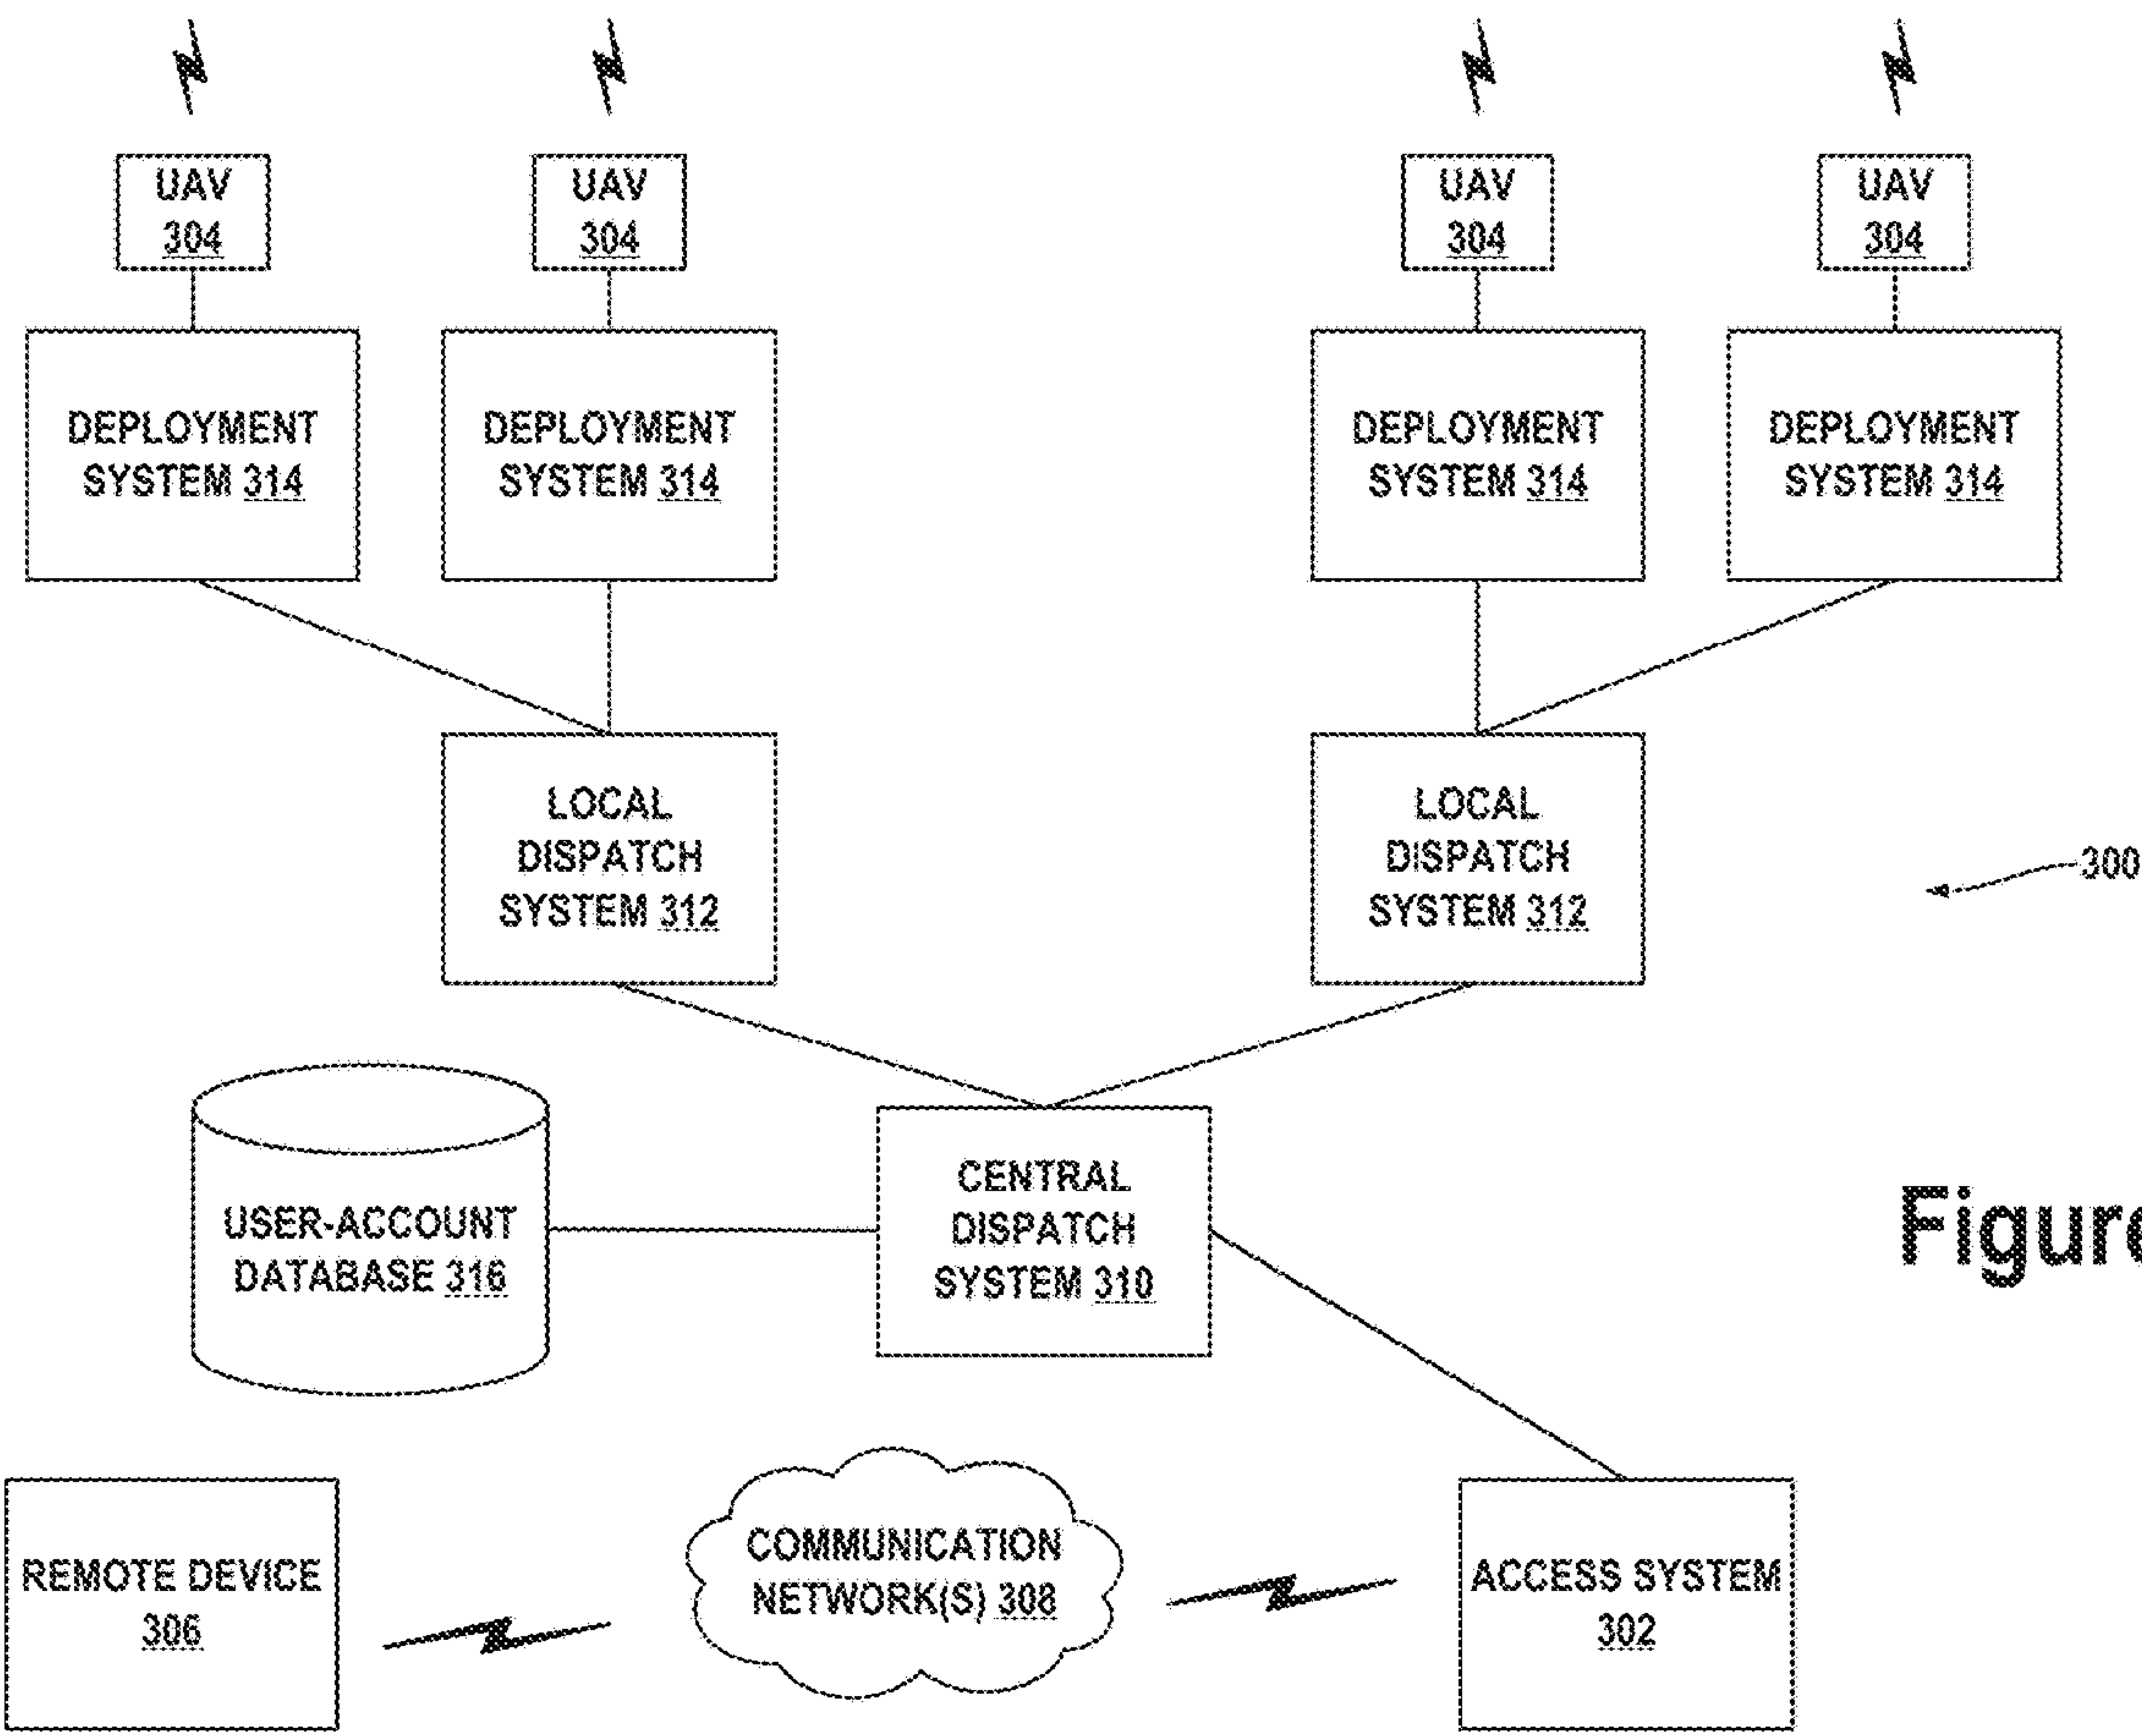 UAV
304
UAV
304
UAV
304
UAV
304
DEPLOYMENT
SYSTEM 314
DEPLOYMENT
SYSTEM 314
DEPLOYMENT
SYSTEM 314
DEPLOYMENT
SYSTEM 314
LOCAL
DISPATCH
SYSTEM 312
LOCAL
DISPATCH
SYSTEM 312
300
USER-ACCOUNT
DATABASE 316
CENTRAL
DISPATCH
SYSTEM 310
Figure
REMOTE DEVICE
306
COMMUNICATION
NETWORK(S) 308
ACCESS SYSTEM
302